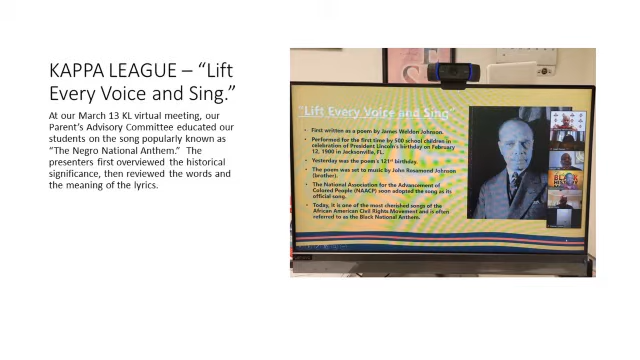 KAPPA LEAGUE – “Lift
Every Voice and Sing.”
At our March 13 KL virtual meeting, our
Parent’s Advisory Committee educated our
students on the song popularly known as
“The Negro National Anthem.” The
presenters first overviewed the historical
significance, then reviewed the words and
the meaning of the lyrics.
"Lift Every Voice and Sing"
• First written as a poem by James Weldon Johnson.
• Performed for the first time by 500 school children in
celebration of President Lincoln's birthday on February
12, 1900 in Jacksonville, FL.
• Yesterday was the poem's 121st birthday.
• The poem was set to music by John Rosamond Johnson
(brother).
• The National Association for the Advancement of
Colored People (NAACP) soon adopted the song as its
official song.
• Today, it is one of the most cherished songs of the
African American Civil Rights Movement and is often
referred to as the Black National Anthem.
BLACK
HISTORY